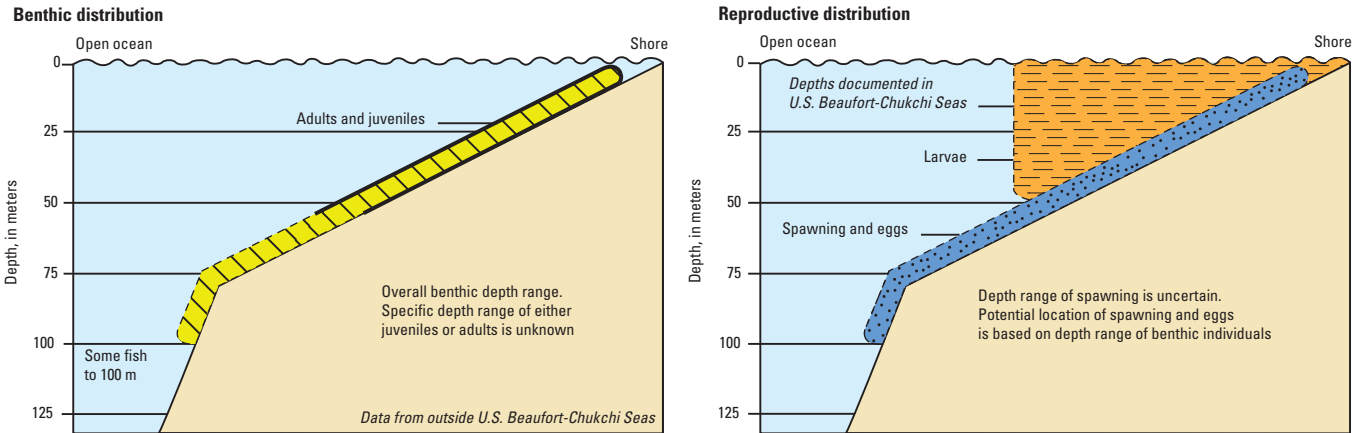 Benthic distribution
Open ocean
Shore
0
25
50
75
100
125
Depth, in meters
Adults and juveniles
Overall benthic depth range.
Specific depth range of either
juveniles or adults is unknown
Some fish
to 100 m
Data from outside U.S. Beaufort-Chukchi Seas
Reproductive distribution
Open ocean
Shore
0
25
50
75
100
125
Depth, in meters
Depths documented in
U.S. Beaufort-Chukchi Seas
Larvae
Spawning and eggs
Depth range of spawning is uncertain.
Potential location of spawning and eggs
is based on depth range of benthic individuals